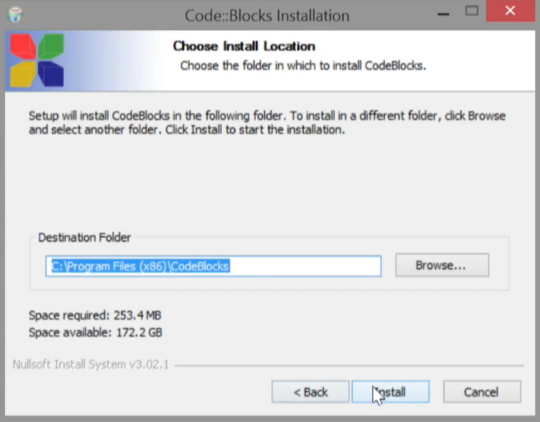 Code::Blocks Installation
Choose Install Location
Choose the folder in which to install CodeBlocks.
Setup will install CodeBlocks in the following folder. To install in a different folder, click Browse
and select another folder. Click Install to start the installation.
Destination Folder
C:\Program Files (x86)\CodeBlocks
Browse...
Space required: 253.4 MB
Space available: 172.2 GB
Nullsoft Install System v3.02.1
< Back
Install
Cancel